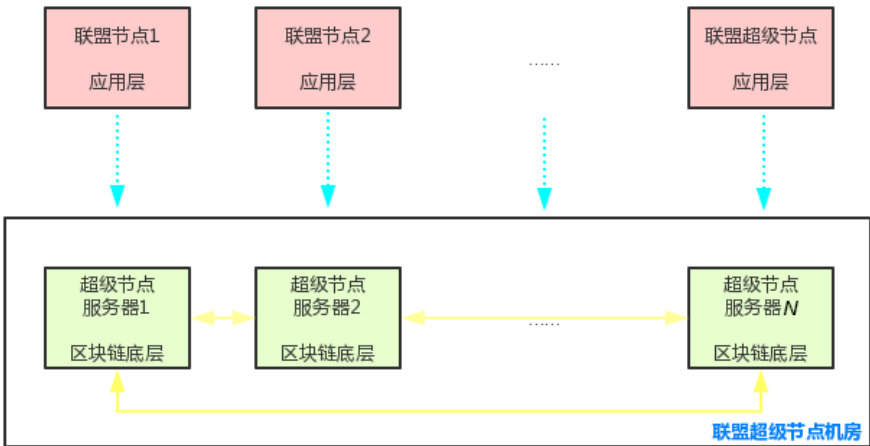 联盟节点1
应用层
联盟节点2
应用层
……
联盟超级节点
应用层
超级节点
服务器1
区块链底层
超级节点
服务器2
区块链底层
……
超级节点
服务器N
区块链底层
联盟超级节点机房